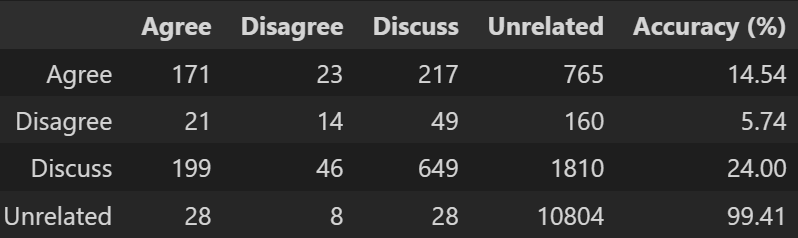 Agree Disagree Discuss Unrelated Accuracy (%)
Agree 171 23 217 765 14.54
Disagree 21 14 49 160 5.74
Discuss 199 46 649 1810 24.00
Unrelated 28 8 28 10804 99.41